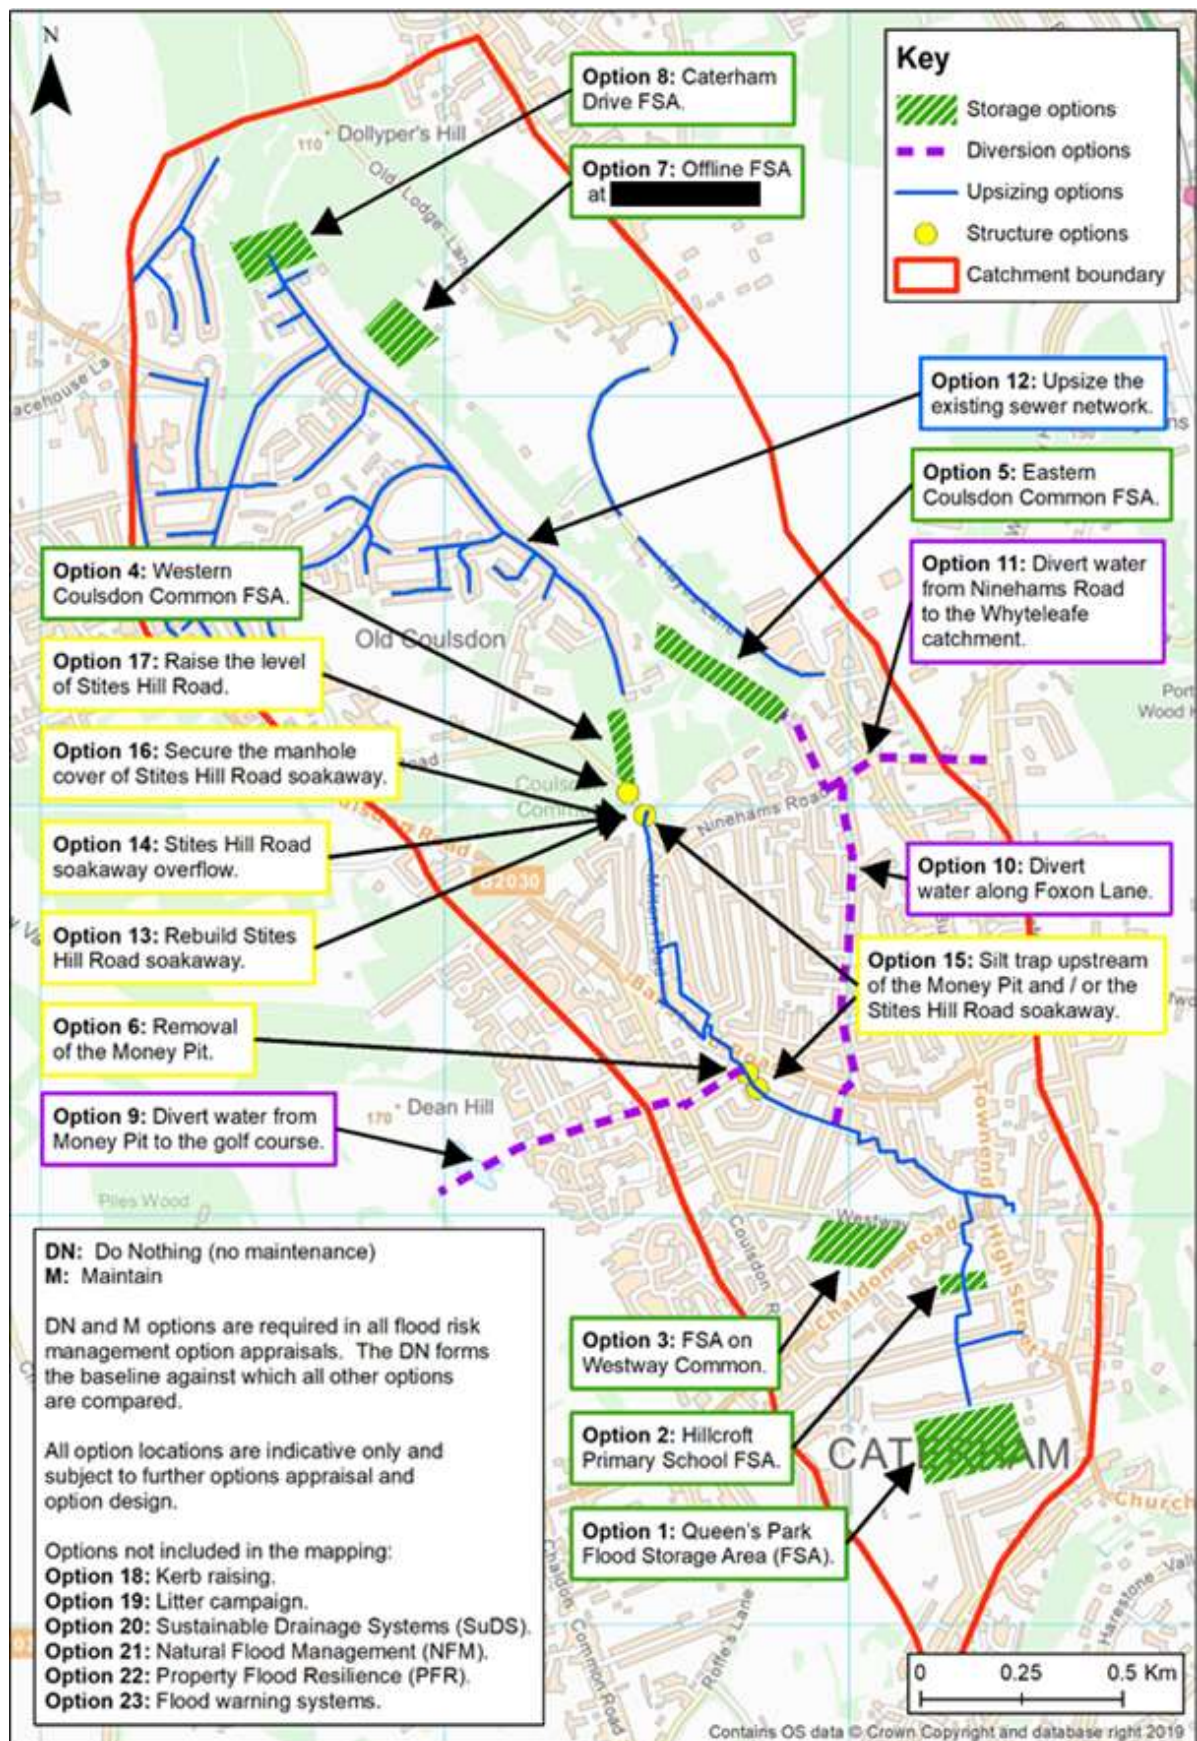 N
Option 8: Caterham
Drive FSA.
Option 7: Offline FSA
at
Key
Storage options
Diversion options
Upsizing options
Structure options
Catchment boundary
110
Dollyper's Hill
Old Lodge Lane
Option 12: Upsize the
existing sewer network.
Option 5: Eastern
Coulsdon Common FSA.
Option 11: Divert water
from Ninehams Road
to the Whyteleafe
catchment.
Option 4: Western
Coulsdon Common FSA.
Old Coulsdon
Option 17: Raise the level
of Stites Hill Road.
Option 16: Secure the manhole
cover of Stites Hill Road soakaway.
Ninehams Road
B2030
Option 14: Stites Hill Road
soakaway overflow.
Option 10: Divert
water along Foxon Lane.
Option 13: Rebuild Stites
Hill Road soakaway.
Option 15: Silt trap upstream
of the Money Pit and / or the
Stites Hill Road soakaway.
Option 6: Removal
of the Money Pit.
170
Dean Hill
Option 9: Divert water from
Money Pit to the golf course.
Townend
Piles Wood
Westway
Coulsdon
Chaldon Road
High Street
DN: Do Nothing (no maintenance)
M: Maintain
DN and M options are required in all flood risk
management option appraisals. The DN forms
the baseline against which all other options
are compared.
All option locations are indicative only and
subject to further options appraisal and
option design.
Options not included in the mapping:
Option 18: Kerb raising.
Option 19: Litter campaign.
Option 20: Sustainable Drainage Systems (SuDS).
Option 21: Natural Flood Management (NFM).
Option 22: Property Flood Resilience (PFR).
Option 23: Flood warning systems.
Option 3: FSA on
Westway Common.
Option 2: Hillcroft
Primary School FSA.
CATERHAM
Option 1: Queen's Park
Flood Storage Area (FSA).
Church
Chaldon Common Road
Roffe's Lane
Harestone Vall
0 0.25 0.5 Km
Contains OS data © Crown Copyright and database right 2019